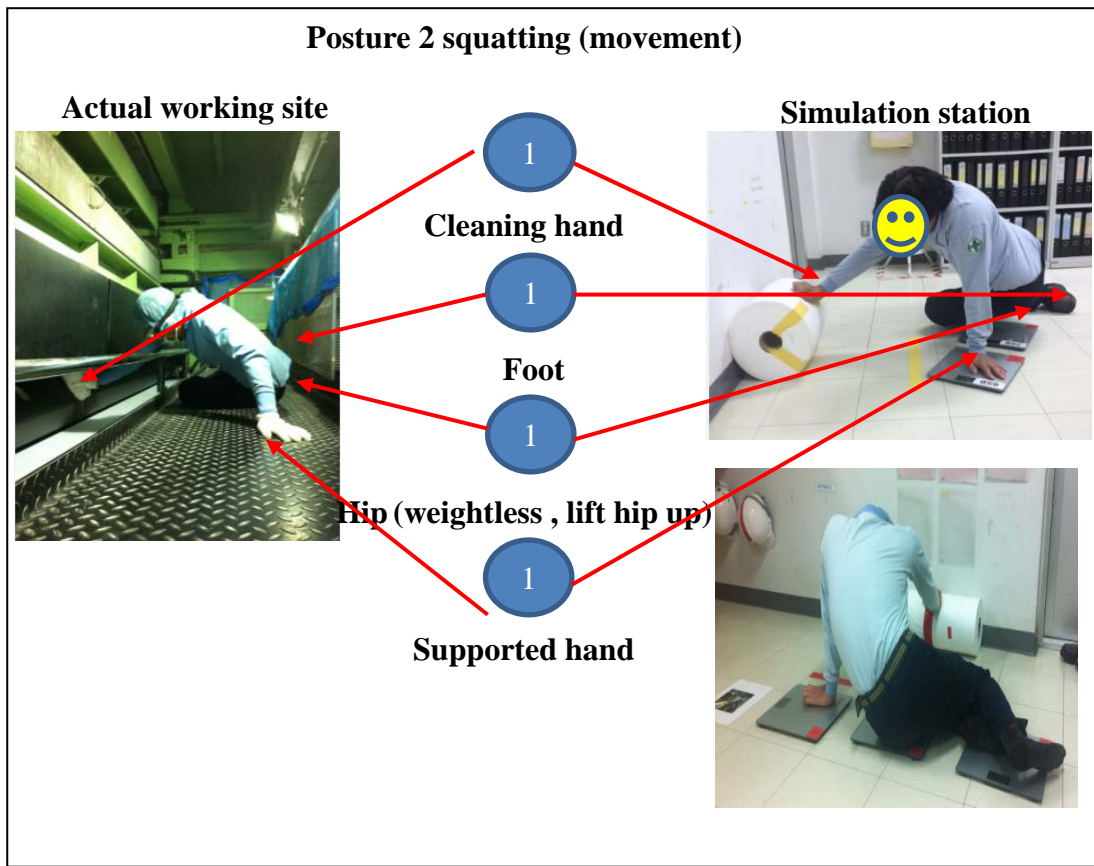 Posture 2 squatting (movement)
Actual working site
Simulation station
1
Cleaning hand
1
Foot
1
Hip (weightless , lift hip up)
1
Supported hand